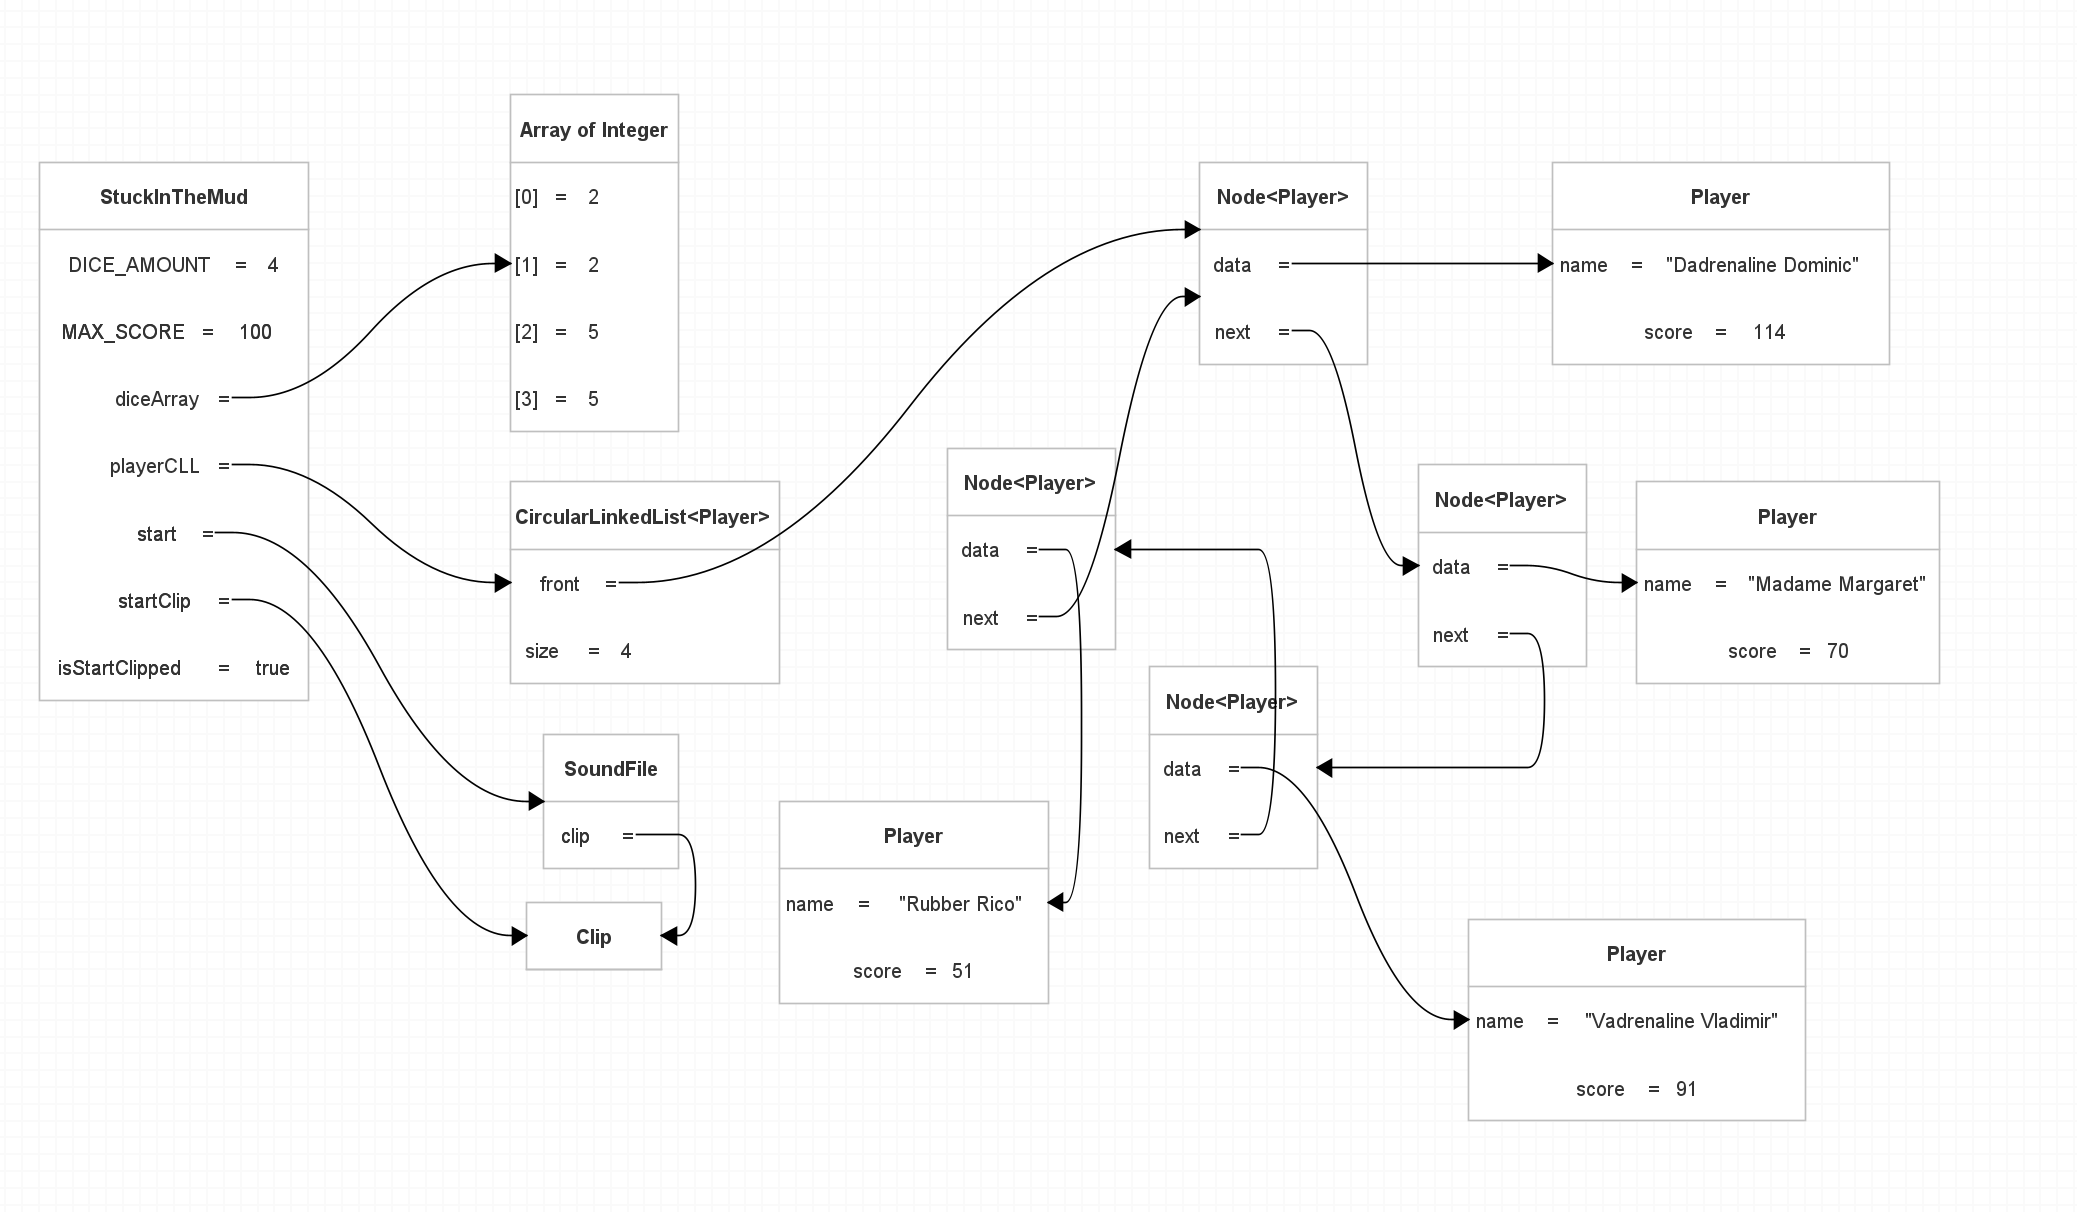 StuckInTheMud
DICE_AMOUNT = 4
MAX_SCORE = 100
diceArray =
playerCLL =
start =
startClip =
isStartClipped = true
Array of Integer
[0] = 2
[1] = 2
[2] = 5
[3] = 5
CircularLinkedList<Player>
front =
size = 4
SoundFile
clip =
Clip
Node<Player>
data =
next =
Player
name = "Dadrenaline Dominic"
score = 114
Node<Player>
data =
next =
Node<Player>
data =
next =
Player
name = "Madame Margaret"
score = 70
Node<Player>
data =
next =
Player
name = "Rubber Rico"
score = 51
Player
name = "Vadrenaline Vladimir"
score = 91